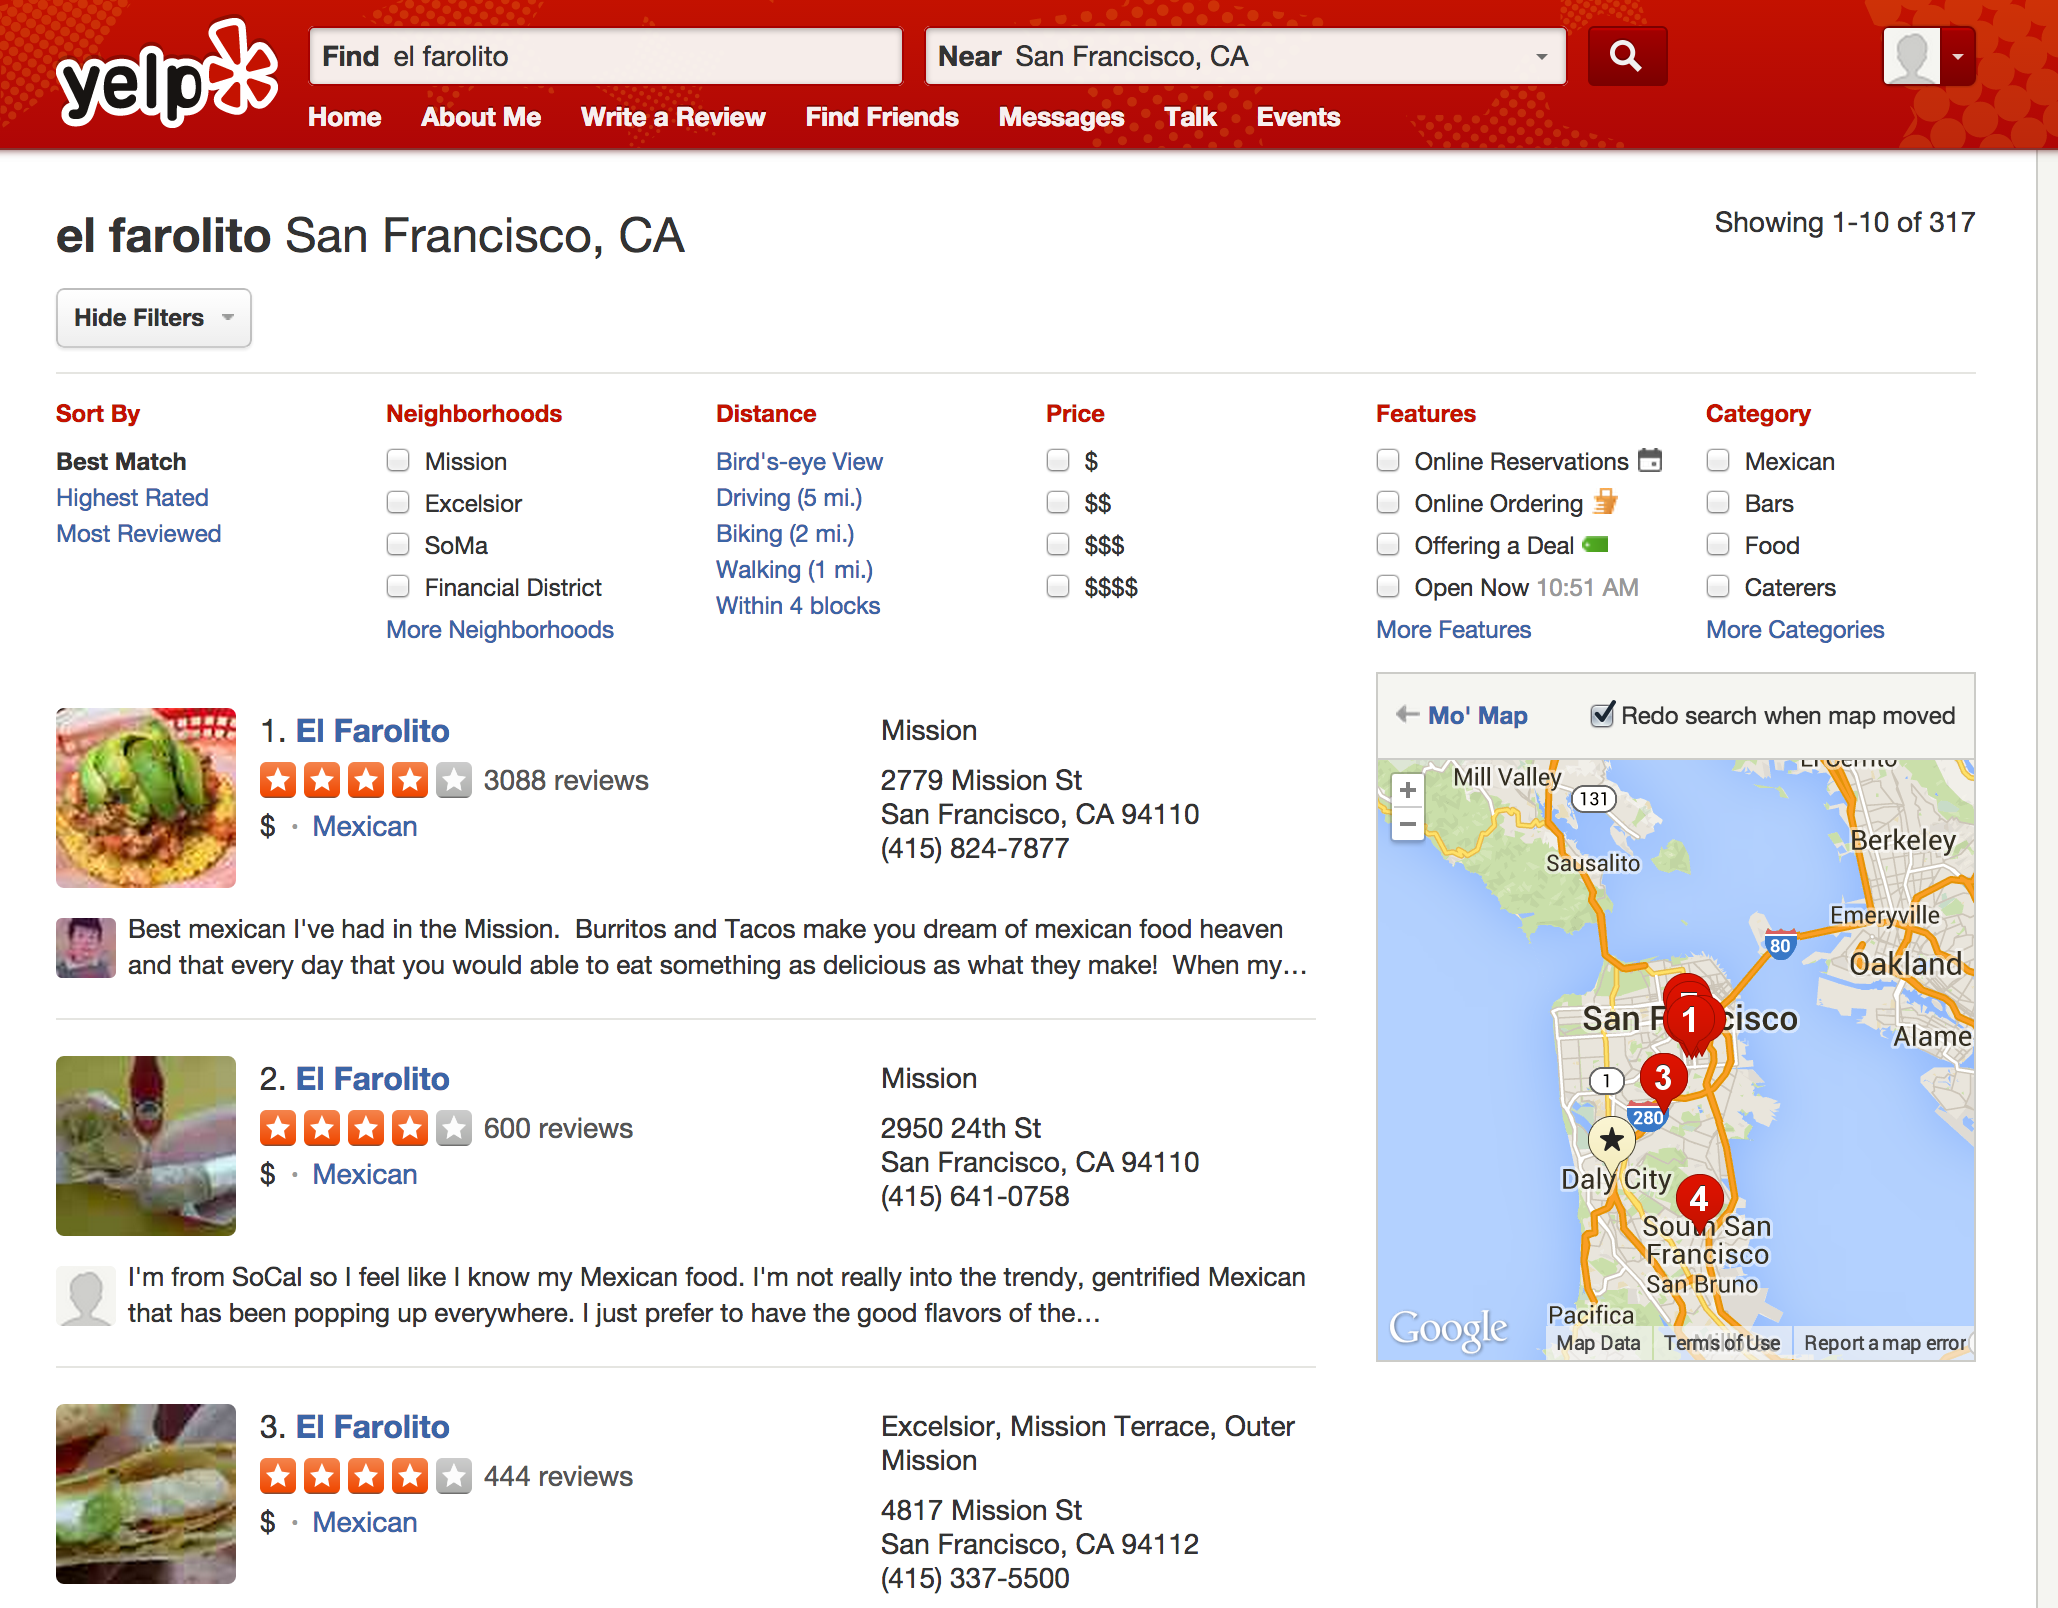 yelp
Find el farolito
Near San Francisco, CA
Home About Me Write a Review Find Friends Messages Talk Events
el farolito San Francisco, CA
Showing 1-10 of 317
Hide Filters
Sort By
Best Match
Highest Rated
Most Reviewed
Neighborhoods
Mission
Excelsior
SoMa
Financial District
More Neighborhoods
Distance
Bird's-eye View
Driving (5 mi.)
Biking (2 mi.)
Walking (1 mi.)
Within 4 blocks
Price
$
$$
$$$
$$$$
Features
Online Reservations
Online Ordering
Offering a Deal
Open Now 10:51 AM
More Features
Category
Mexican
Bars
Food
Caterers
More Categories
1. El Farolito
3088 reviews
$ · Mexican
Mission
2779 Mission St
San Francisco, CA 94110
(415) 824-7877
Best mexican I've had in the Mission.  Burritos and Tacos make you dream of mexican food heaven
and that every day that you would able to eat something as delicious as what they make!  When my…
2. El Farolito
600 reviews
$ · Mexican
Mission
2950 24th St
San Francisco, CA 94110
(415) 641-0758
I'm from SoCal so I feel like I know my Mexican food. I'm not really into the trendy, gentrified Mexican
that has been popping up everywhere. I just prefer to have the good flavors of the…
3. El Farolito
444 reviews
$ · Mexican
Excelsior, Mission Terrace, Outer
Mission
4817 Mission St
San Francisco, CA 94112
(415) 337-5500
Mo' Map
Redo search when map moved
+
−
Mill Valley
131
El Cerrito
Berkeley
Sausalito
Emeryville
80
Oakland
San F cisco
1
Alame
3
1
280
Daly City
4
South San
Francisco
San Bruno
Pacifica
Google
Map Data
Terms of Use
Report a map error